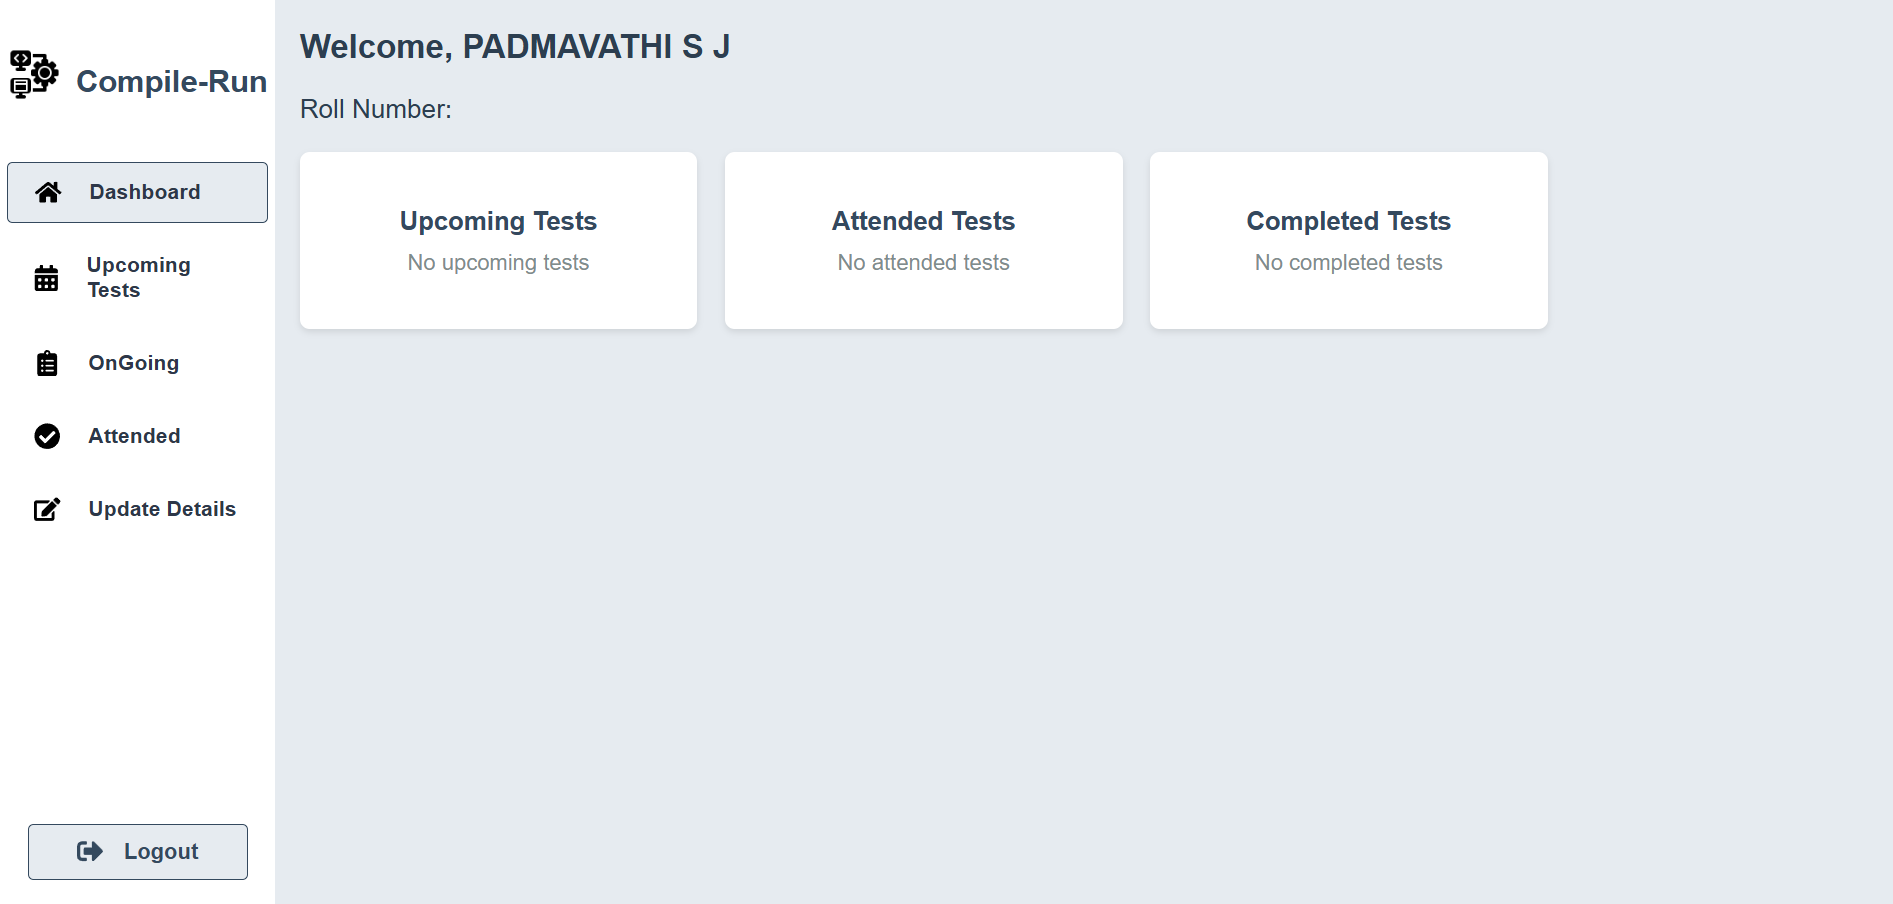 Compile-Run
Dashboard
Upcoming
Tests
OnGoing
Attended
Update Details
Logout
Welcome, PADMAVATHI S J
Roll Number:
Upcoming Tests
No upcoming tests
Attended Tests
No attended tests
Completed Tests
No completed tests